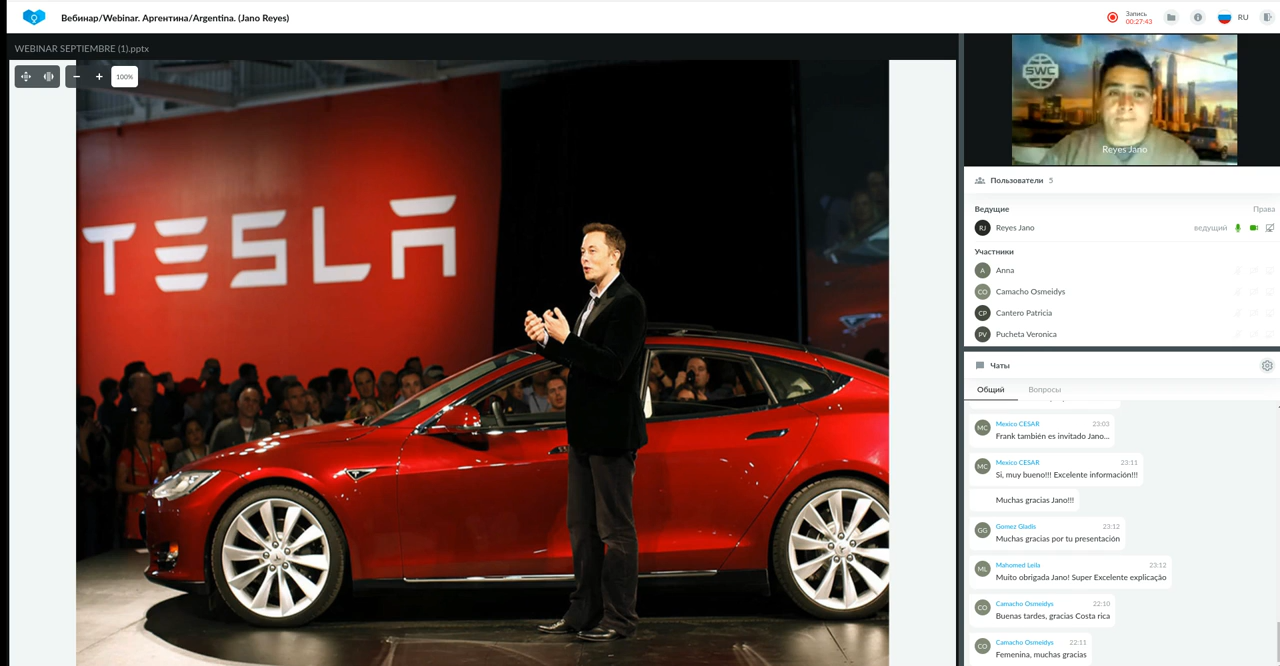 Вебинар/Webinar. Аргентина/Argentina. (Jano Reyes)
Запись
00:27:43
RU
WEBINAR SEPTIEMBRE (1).pptx
100%
TESLA
SWC
Reyes Jano
Пользователи 5
Ведущие Права
RJ Reyes Jano ведущий
Участники
A Anna
CO Camacho Osmeidys
CP Cantero Patricia
PV Pucheta Veronica
Чаты
Общий Вопросы
MC Mexico CESAR 23:03
Frank también es invitado Jano...
MC Mexico CESAR 23:11
Si, muy bueno!!! Excelente información!!!
Muchas gracias Jano!!!
GG Gomez Gladis 23:12
Muchas gracias por tu presentación
ML Mahomed Leila 23:12
Muito obrigada Jano! Super Excelente explicação
CO Camacho Osmeidys 22:10
Buenas tardes, gracias Costa rica
CO Camacho Osmeidys 22:11
Femenina, muchas gracias